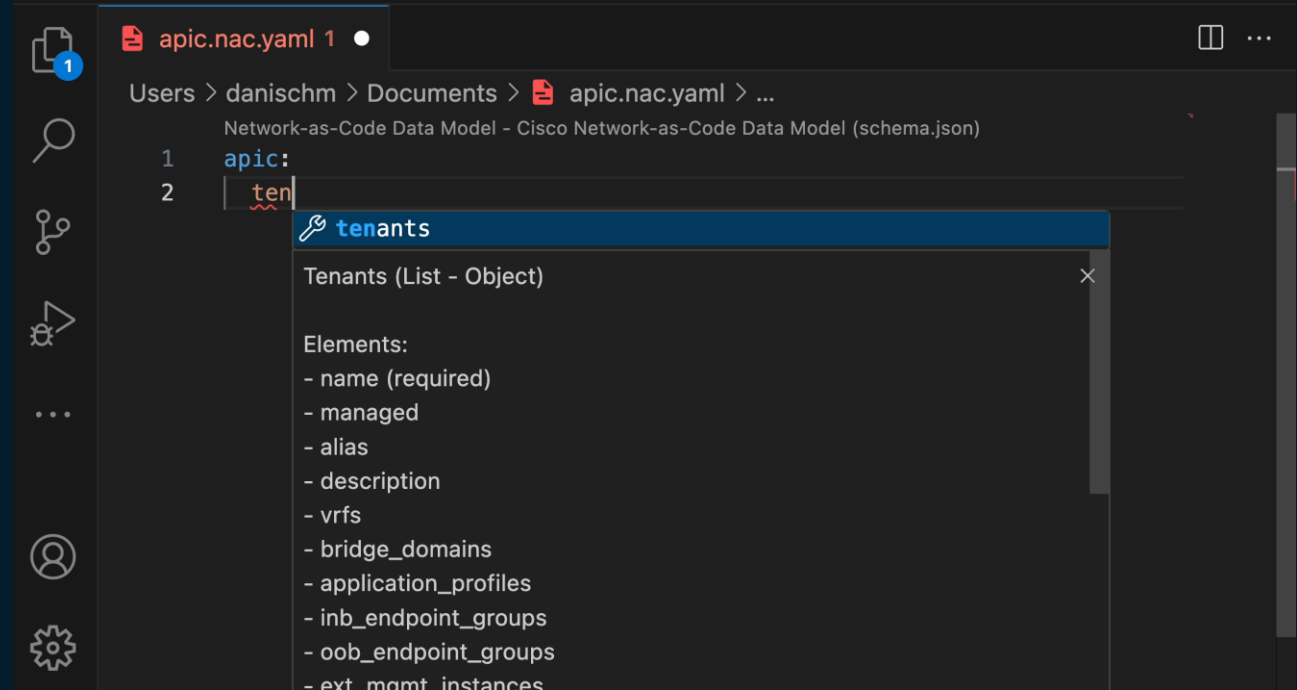 apic.nac.yaml 1
1
Users > danischm > Documents > apic.nac.yaml > ...
Network-as-Code Data Model - Cisco Network-as-Code Data Model (schema.json)
1 apic:
2 ten
tenants
Tenants (List - Object)
Elements:
- name (required)
- managed
- alias
- description
- vrfs
- bridge_domains
- application_profiles
- inb_endpoint_groups
- oob_endpoint_groups
- ext_mgmt_instances